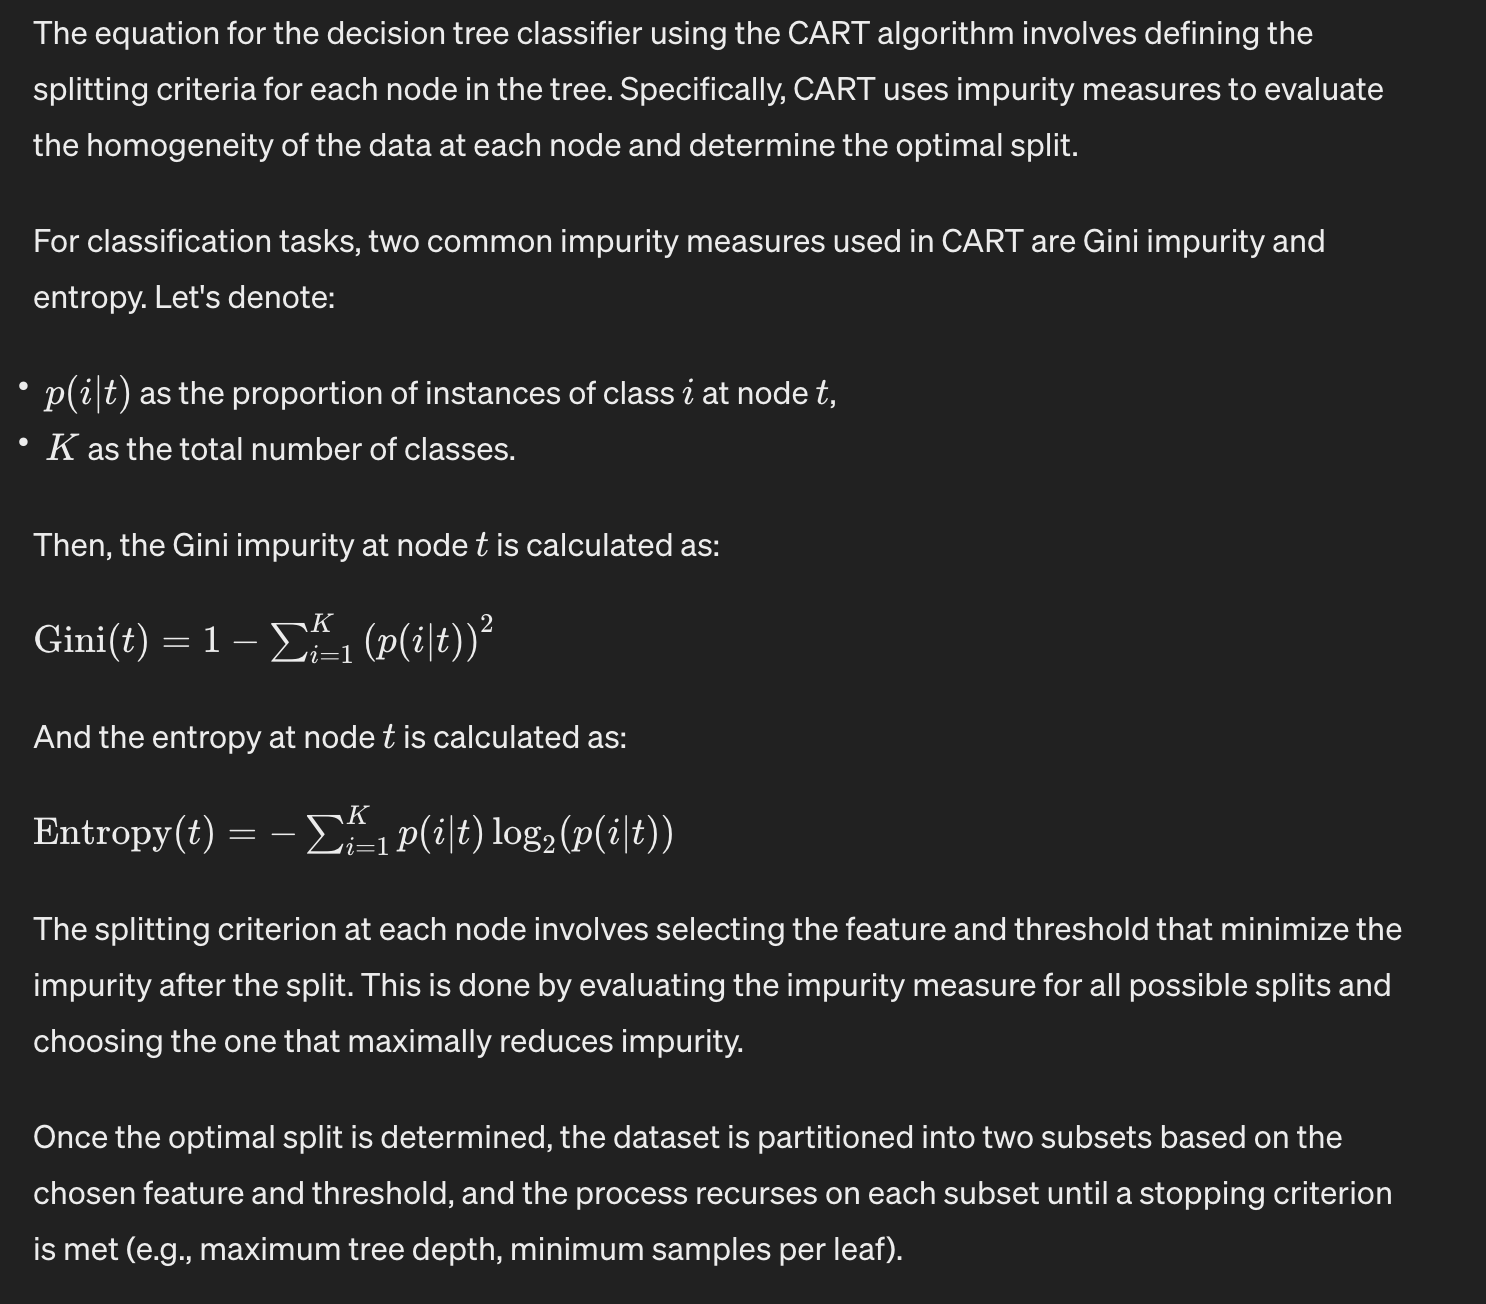 The equation for the decision tree classifier using the CART algorithm involves defining the
splitting criteria for each node in the tree. Specifically, CART uses impurity measures to evaluate
the homogeneity of the data at each node and determine the optimal split.
For classification tasks, two common impurity measures used in CART are Gini impurity and
entropy. Let's denote:
• p(i|t) as the proportion of instances of class i at node t,
• K as the total number of classes.
Then, the Gini impurity at node t is calculated as:
Gini(t) = 1 − ∑_{i=1}^{K} (p(i|t))^2
And the entropy at node t is calculated as:
Entropy(t) = − ∑_{i=1}^{K} p(i|t) log_2(p(i|t))
The splitting criterion at each node involves selecting the feature and threshold that minimize the
impurity after the split. This is done by evaluating the impurity measure for all possible splits and
choosing the one that maximally reduces impurity.
Once the optimal split is determined, the dataset is partitioned into two subsets based on the
chosen feature and threshold, and the process recurses on each subset until a stopping criterion
is met (e.g., maximum tree depth, minimum samples per leaf).